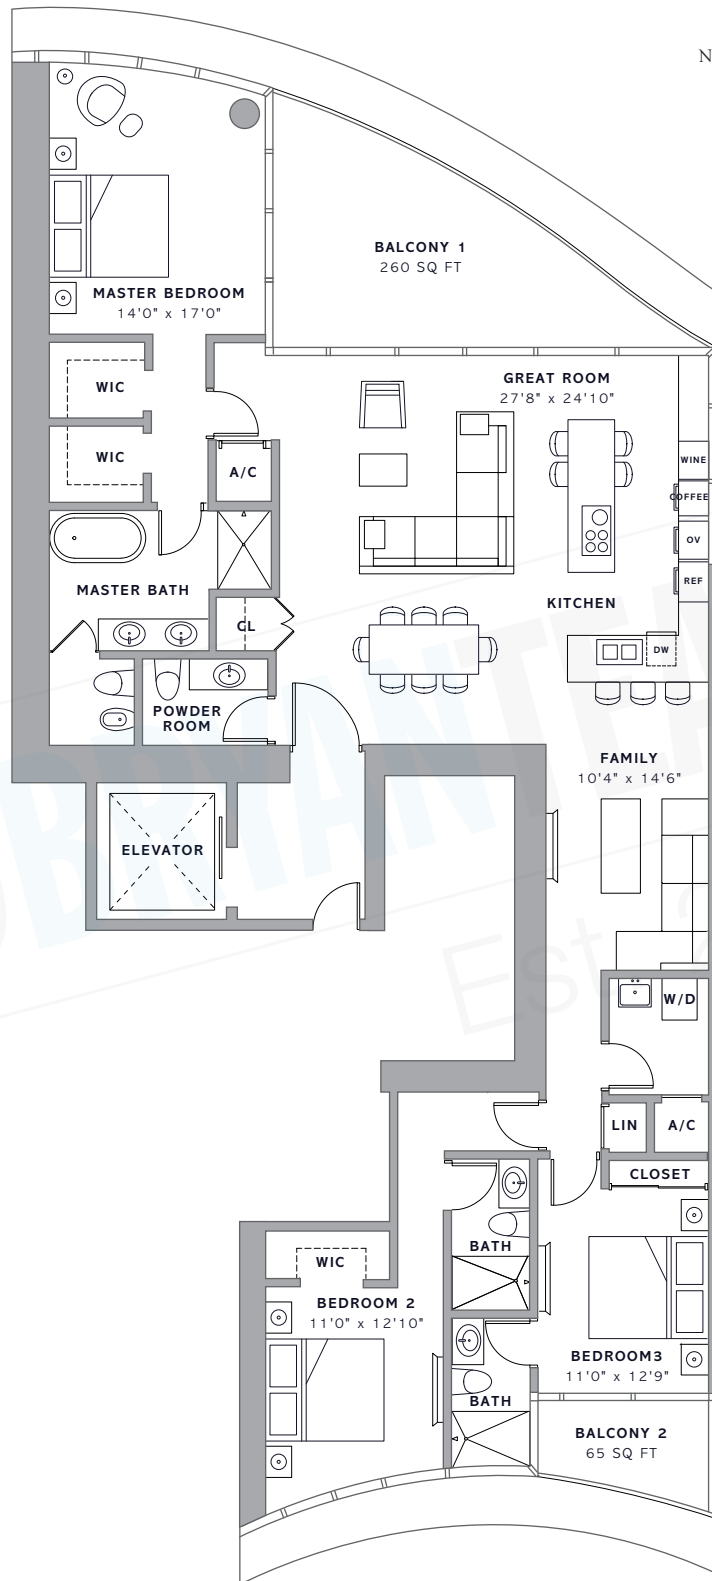 N
BALCONY 1
260 SQ FT
MASTER BEDROOM
14'0" x 17'0"
GREAT ROOM
27'8" x 24'10"
WIC
WIC
A/C
WINE
COFFEE
OV
REF
MASTER BATH
KITCHEN
CL
DW
POWDER
ROOM
FAMILY
10'4" x 14'6"
ELEVATOR
BRYANTEA
Est. 2
W/D
LIN
A/C
CLOSET
BATH
WIC
BEDROOM 2
11'0" x 12'10"
BEDROOM3
11'0" x 12'9"
BATH
BALCONY 2
65 SQ FT